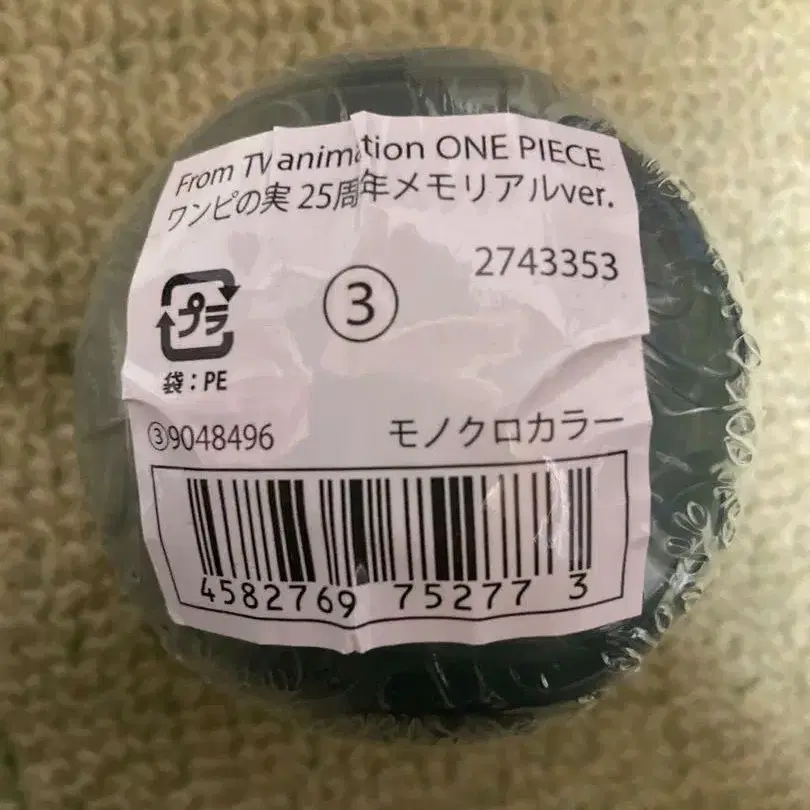 From TV animation ONE PIECE
ワンピの実 25周年メモリアルver.
2743353
③
プラ
袋：PE
③9048496
モノクロカラー
4582769 75277 3